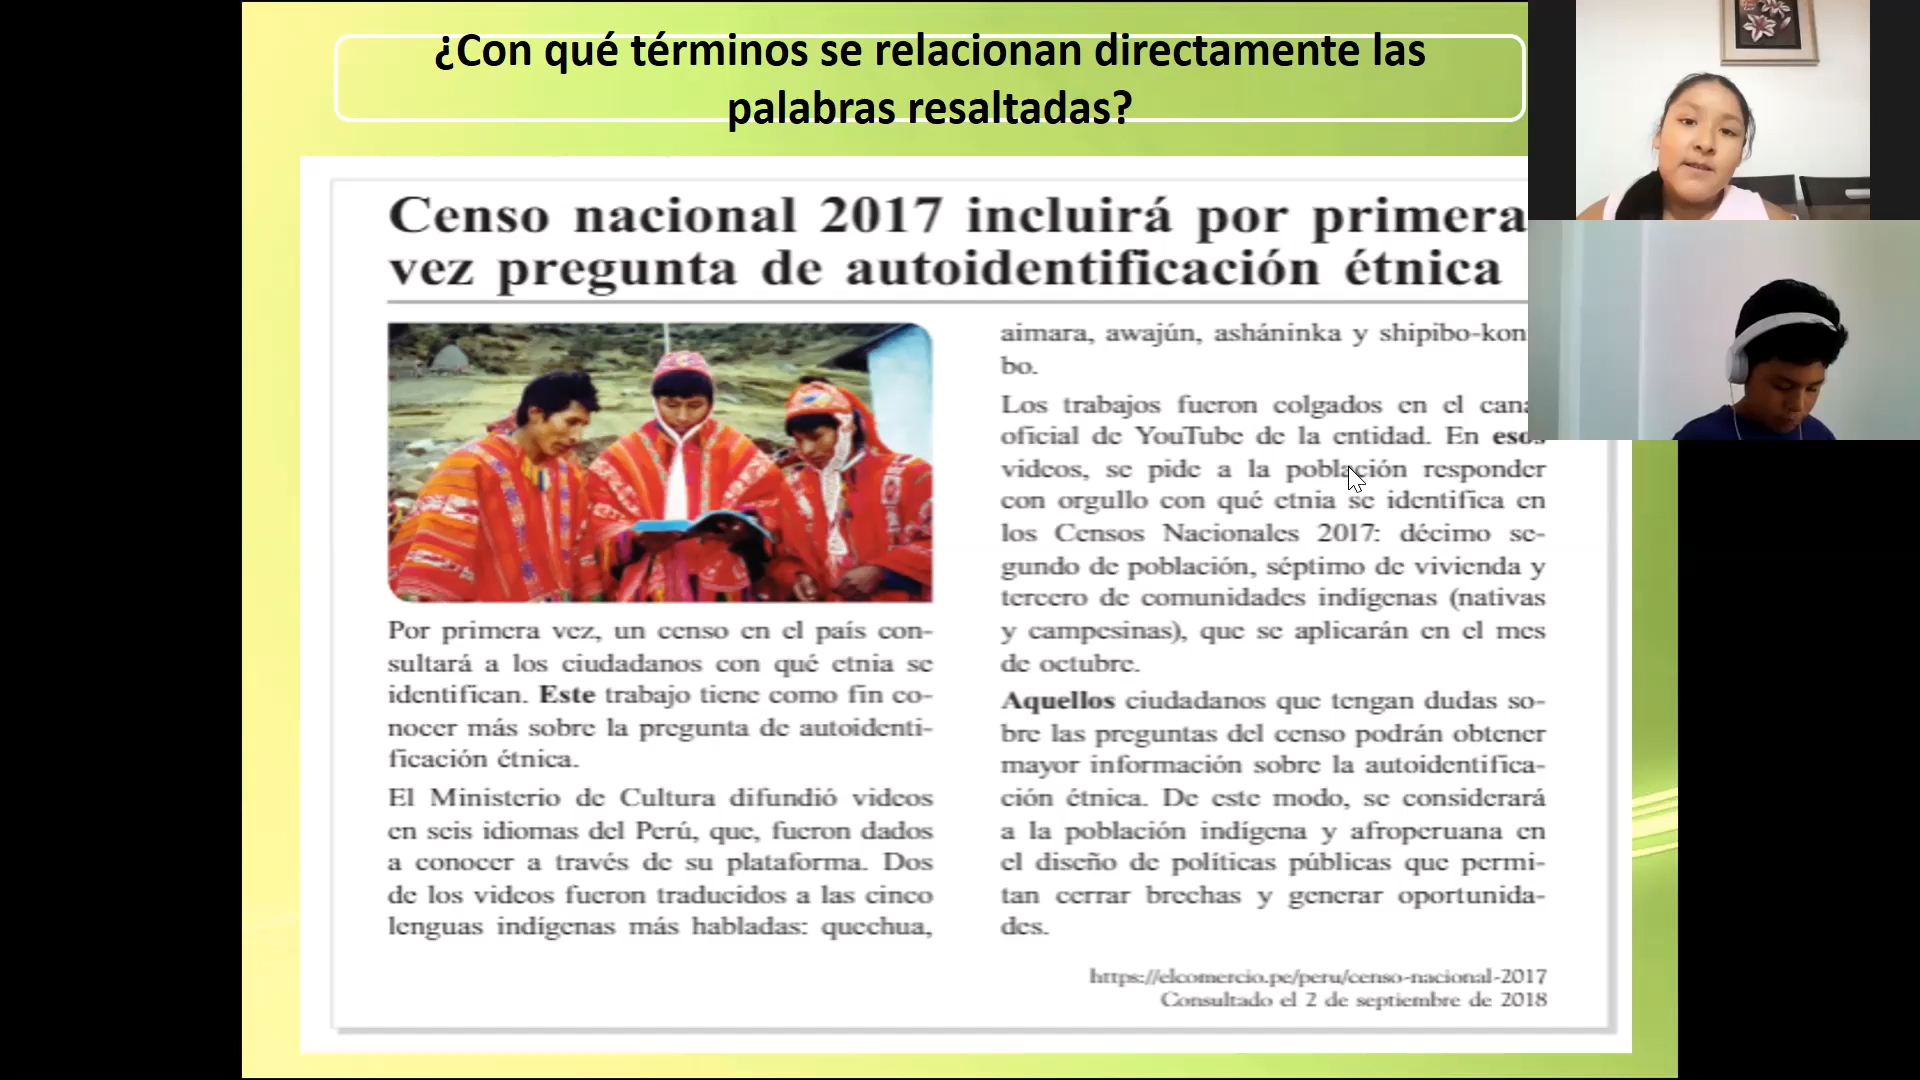 ¿Con qué términos se relacionan directamente las
palabras resaltadas?
Censo nacional 2017 incluirá por primera
vez pregunta de autoidentificación étnica
Por primera vez, un censo en el país con-
sultará a los ciudadanos con qué etnia se
identifican. Este trabajo tiene como fin co-
nocer más sobre la pregunta de autoidenti-
ficación étnica.
El Ministerio de Cultura difundió videos
en seis idiomas del Perú, que, fueron dados
a conocer a través de su plataforma. Dos
de los videos fueron traducidos a las cinco
lenguas indígenas más habladas: quechua,
aimara, awajún, asháninka y shipibo-kon
bo.
Los trabajos fueron colgados en el
oficial de YouTube de la entidad. En esos
videos, se pide a la población responder
con orgullo con qué etnia se identifica en
los Censos Nacionales 2017: décimo se-
gundo de población, séptimo de vivienda y
tercero de comunidades indígenas (nativas
y campesinas), que se aplicarán en el mes
de octubre.
Aquellos ciudadanos que tengan dudas so-
bre las preguntas del censo podrán obtener
mayor información sobre la autoidentifica-
ción étnica. De este modo, se considerará
a la población indígena y afroperuana en
el diseño de políticas públicas que permi-
tan cerrar brechas y generar oportunida-
des.
https://elcomercio.pe/peru/censo-nacional-2017
Consultado el 2 de septiembre de 2018